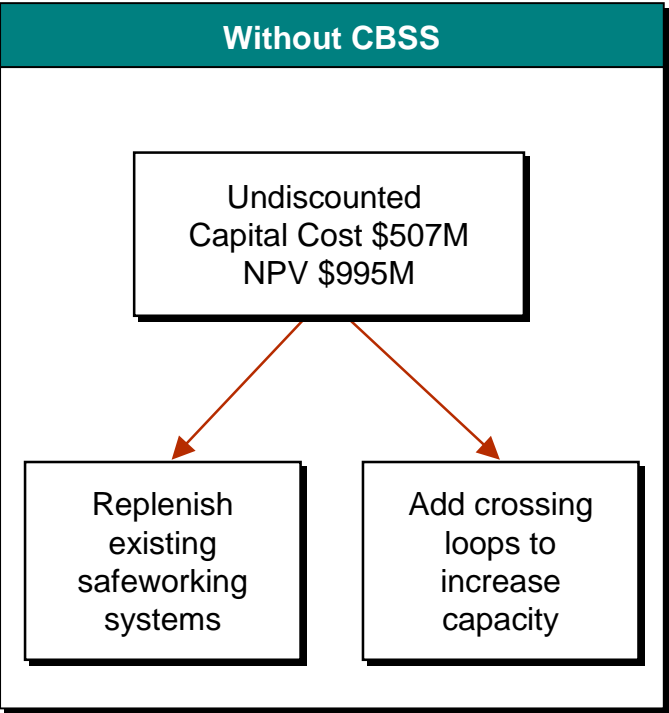 Without CBSS
Undiscounted
Capital Cost $507M
NPV $995M
Replenish
existing
safeworking
systems
Add crossing
loops to
increase
capacity